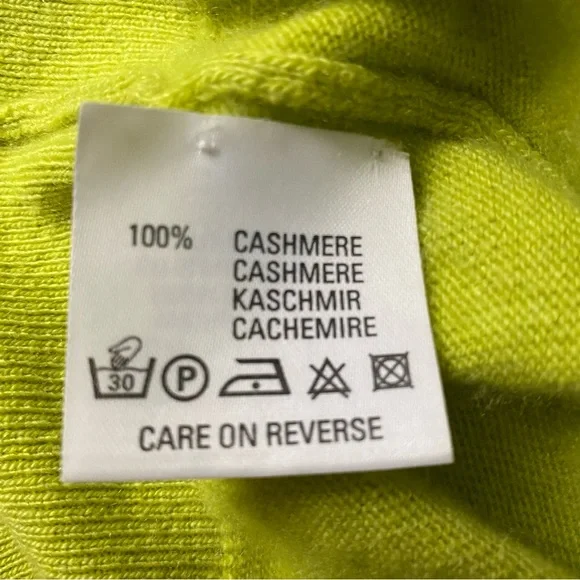 100% CASHMERE
CASHMERE
KASCHMIR
CACHEMIRE
30 P
CARE ON REVERSE